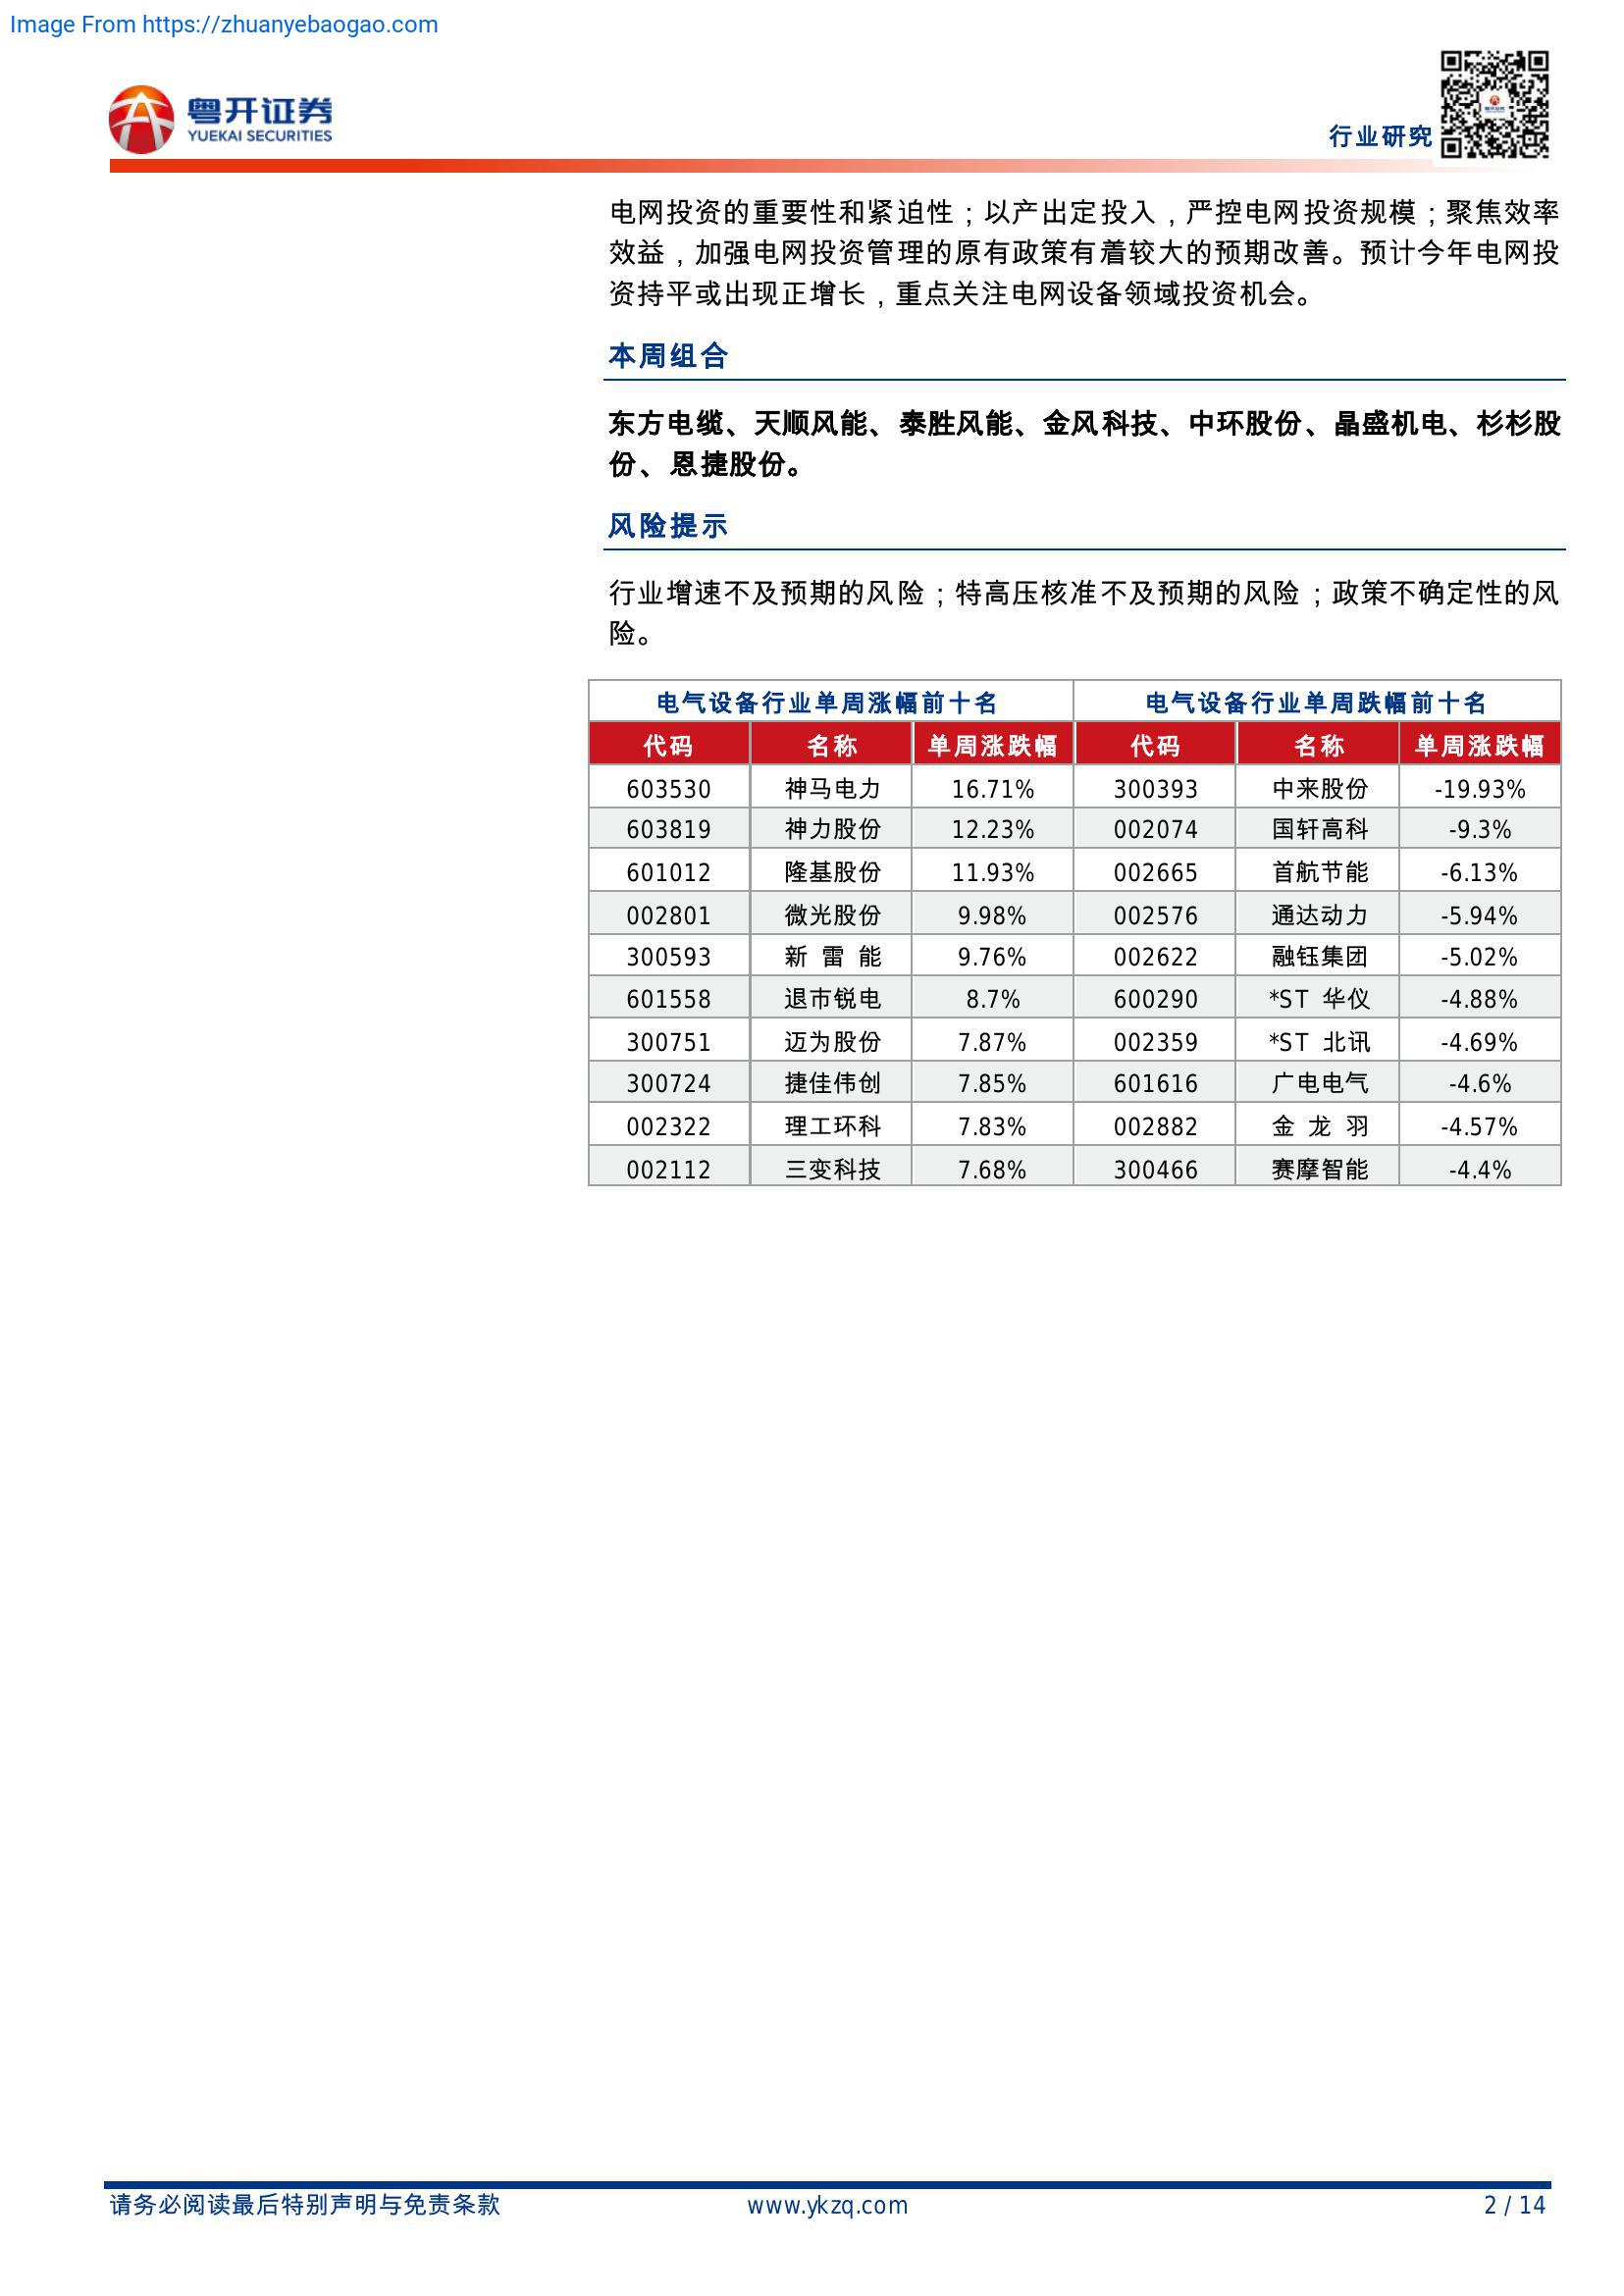 Image From https://zhuanyebaogao.com
粤开证券
YUEKAI SECURITIES
行业研究
电网投资的重要性和紧迫性；以产出定投入，严控电网投资规模；聚焦效率
效益，加强电网投资管理的原有政策有着较大的预期改善。预计今年电网投
资持平或出现正增长，重点关注电网设备领域投资机会。
本周组合
东方电缆、天顺风能、泰胜风能、金风科技、中环股份、晶盛机电、杉杉股
份、恩捷股份。
风险提示
行业增速不及预期的风险；特高压核准不及预期的风险；政策不确定性的风
险。
电气设备行业单周涨幅前十名 电气设备行业单周跌幅前十名
代码 名称 单周涨跌幅 代码 名称 单周涨跌幅
603530 神马电力 16.71% 300393 中来股份 -19.93%
603819 神力股份 12.23% 002074 国轩高科 -9.3%
601012 隆基股份 11.93% 002665 首航节能 -6.13%
002801 微光股份 9.98% 002576 通达动力 -5.94%
300593 新 雷 能 9.76% 002622 融钰集团 -5.02%
601558 退市锐电 8.7% 600290 *ST 华仪 -4.88%
300751 迈为股份 7.87% 002359 *ST 北讯 -4.69%
300724 捷佳伟创 7.85% 601616 广电电气 -4.6%
002322 理工环科 7.83% 002882 金 龙 羽 -4.57%
002112 三变科技 7.68% 300466 赛摩智能 -4.4%
请务必阅读最后特别声明与免责条款 www.ykzq.com 2 / 14